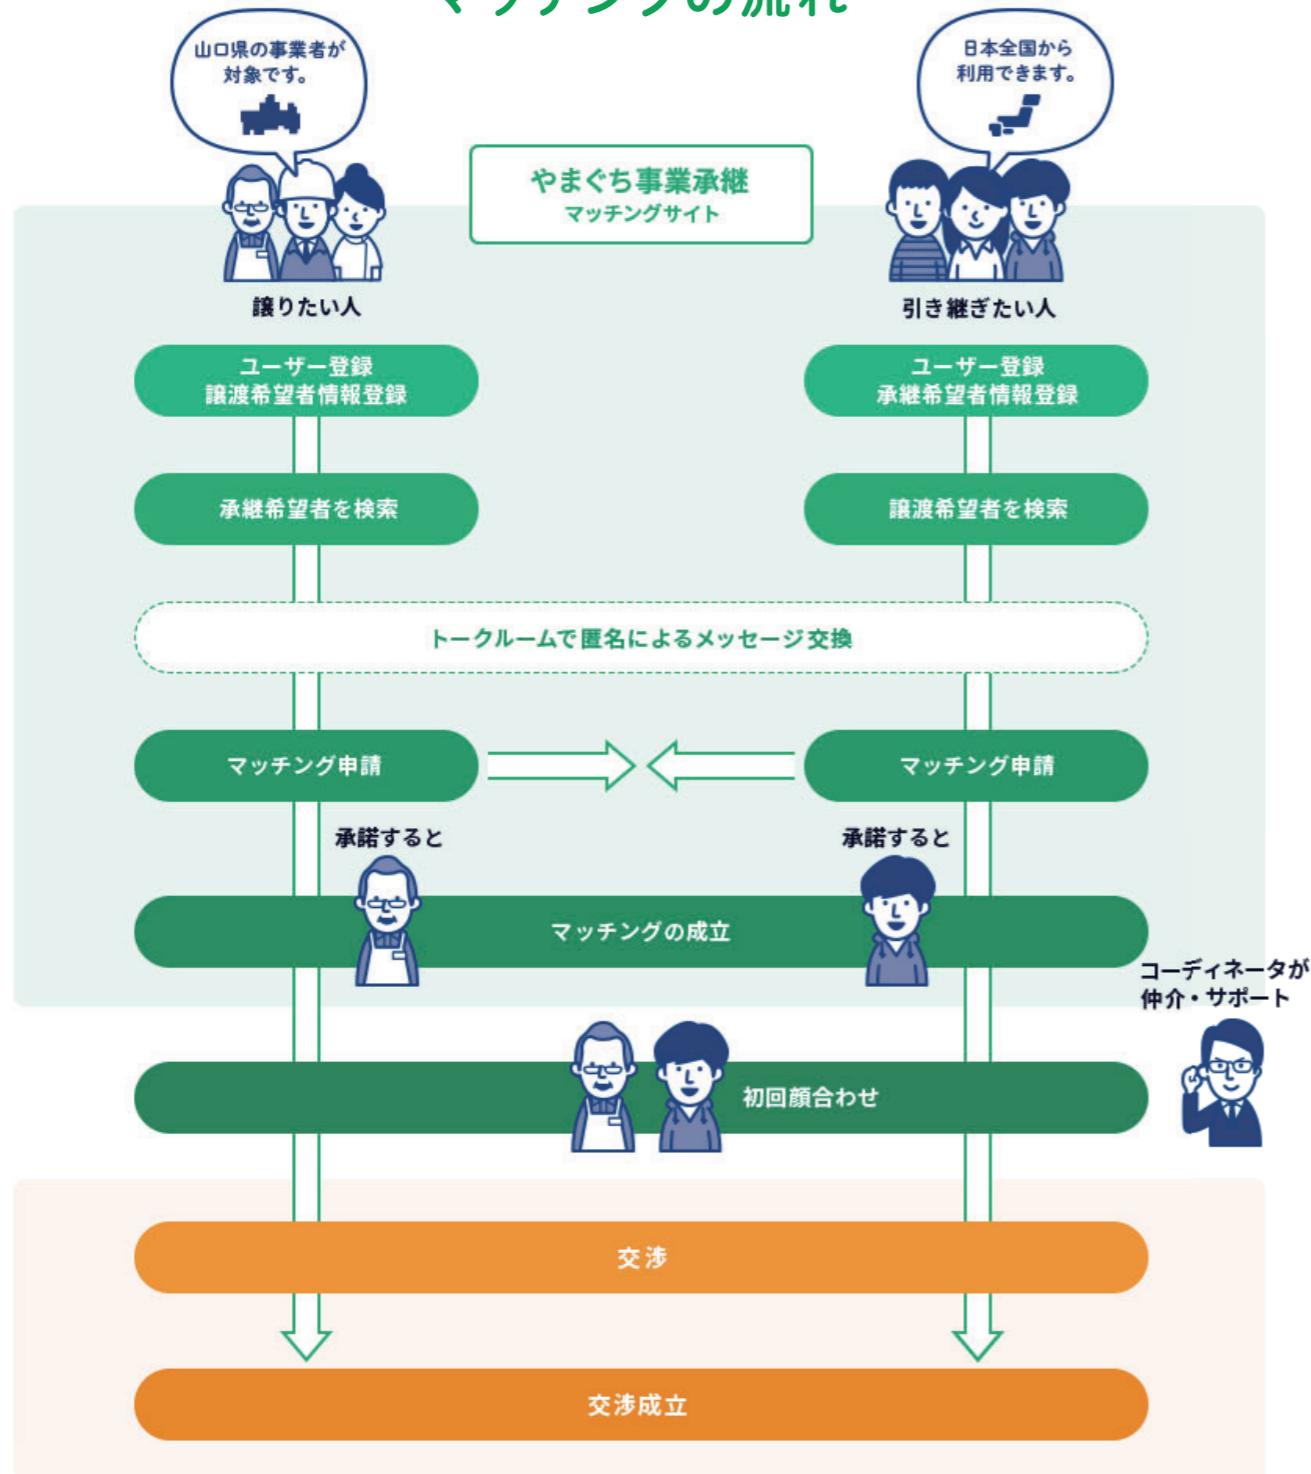 マッチングの流れ
山口県の事業者が
対象です。
日本全国から
利用できます。
やまぐち事業承継
マッチングサイト
譲りたい人
引き継ぎたい人
ユーザー登録
譲渡希望者情報登録
ユーザー登録
承継希望者情報登録
承継希望者を検索
譲渡希望者を検索
トークルームで匿名によるメッセージ交換
マッチング申請
マッチング申請
承諾すると
承諾すると
マッチングの成立
コーディネータが
仲介・サポート
初回顔合わせ
交渉
交渉成立